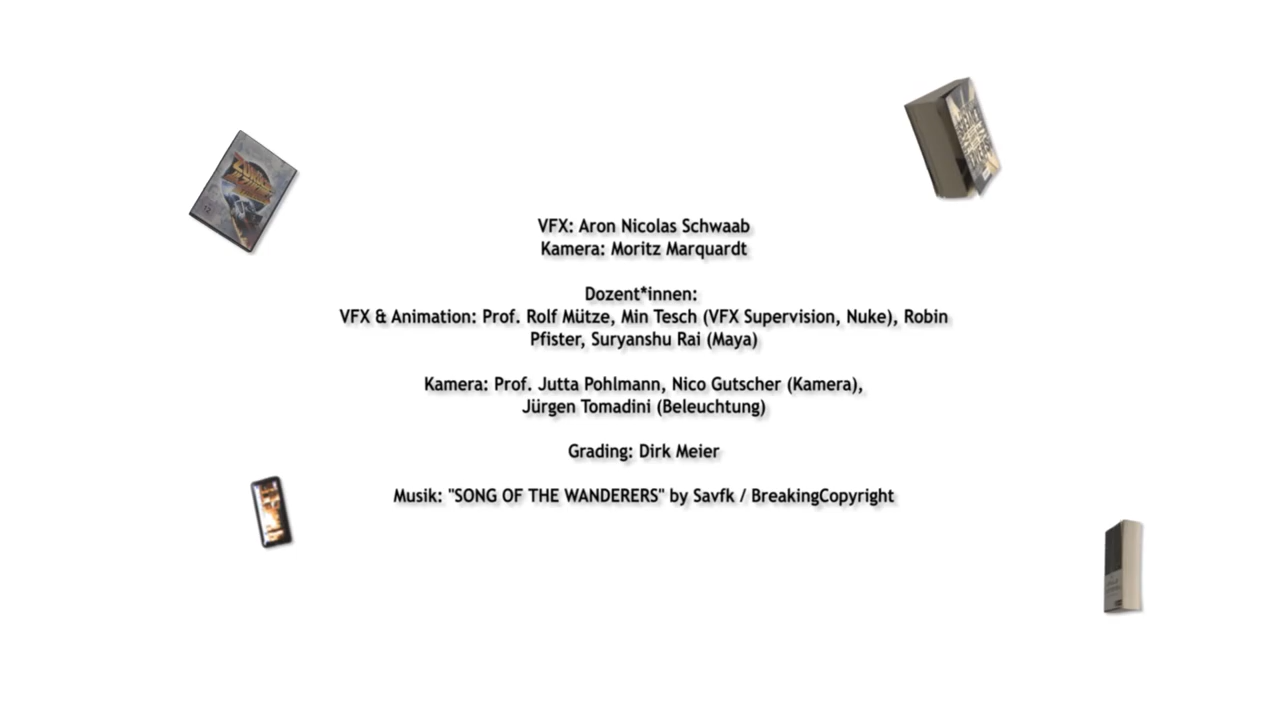 VFX: Aron Nicolas Schwaab
Kamera: Moritz Marquardt
Dozent*innen:
VFX & Animation: Prof. Rolf Mütze, Min Tesch (VFX Supervision, Nuke), Robin
Pfister, Suryanshu Rai (Maya)
Kamera: Prof. Jutta Pohlmann, Nico Gutscher (Kamera),
Jürgen Tomadini (Beleuchtung)
Grading: Dirk Meier
Musik: "SONG OF THE WANDERERS" by Savfk / BreakingCopyright